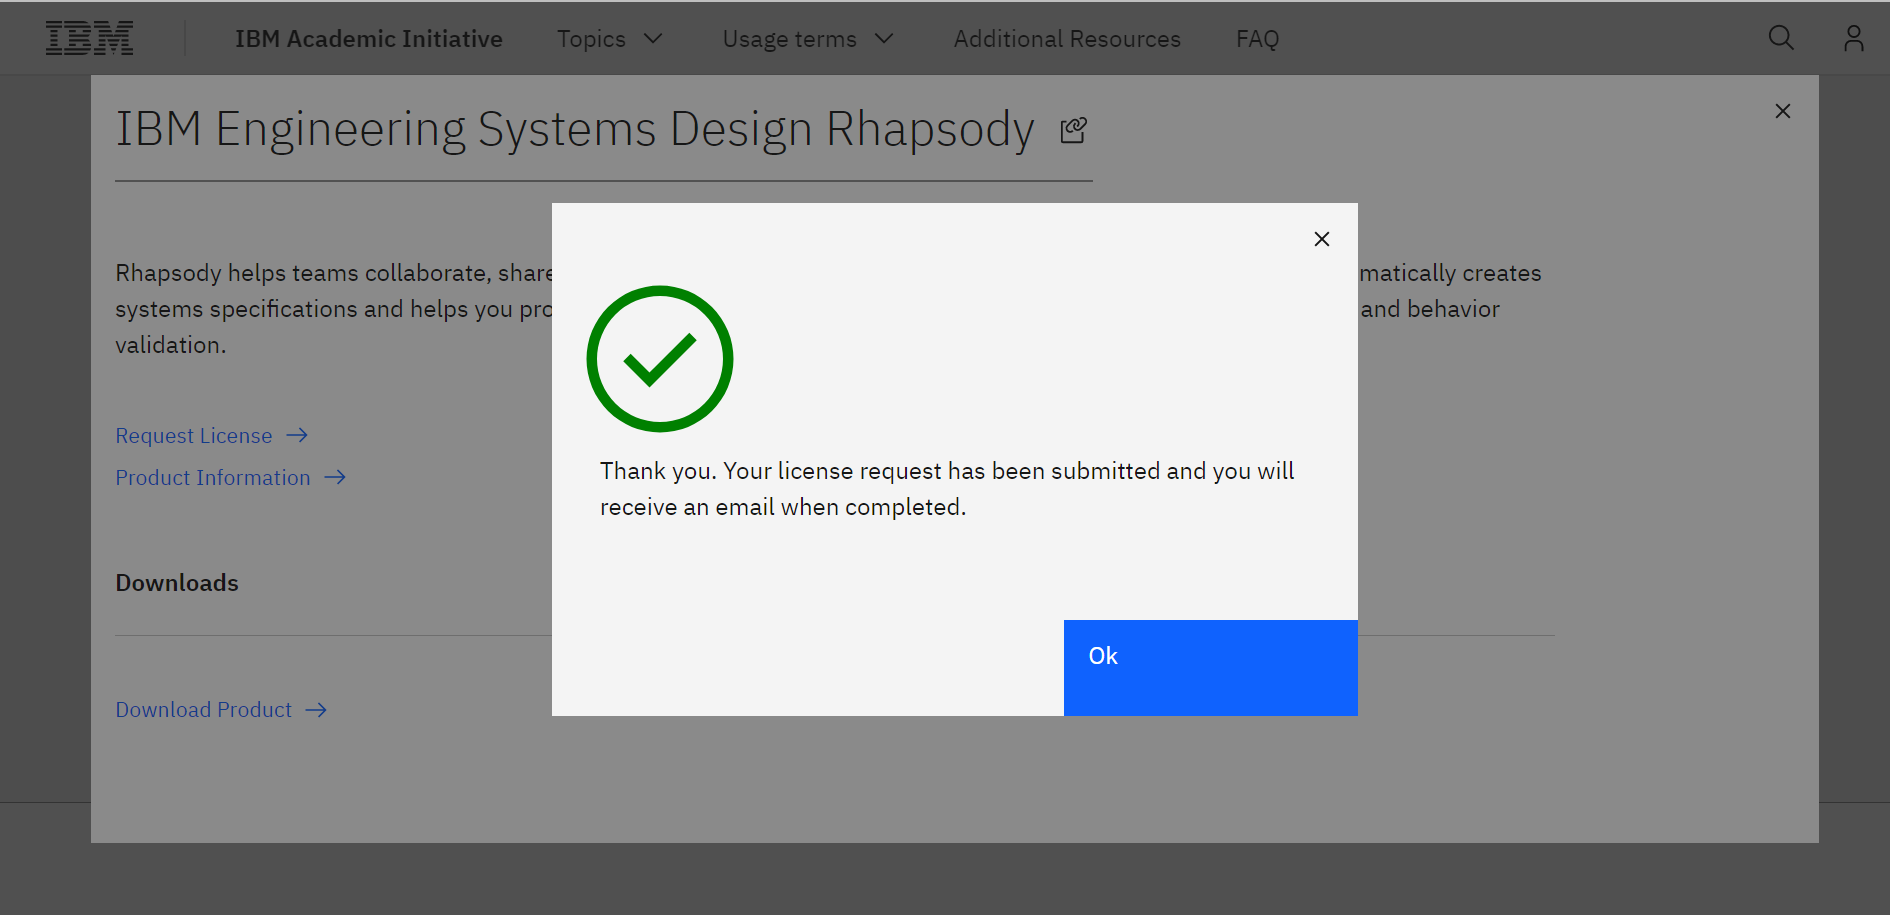 IBM
IBM Academic Initiative
Topics
Usage terms
Additional Resources
FAQ
IBM Engineering Systems Design Rhapsody
Rhapsody helps teams collaborate, share
matically creates
systems specifications and helps you pro
and behavior
validation.
Request License
Product Information
Thank you. Your license request has been submitted and you will
receive an email when completed.
Ok
Downloads
Download Product